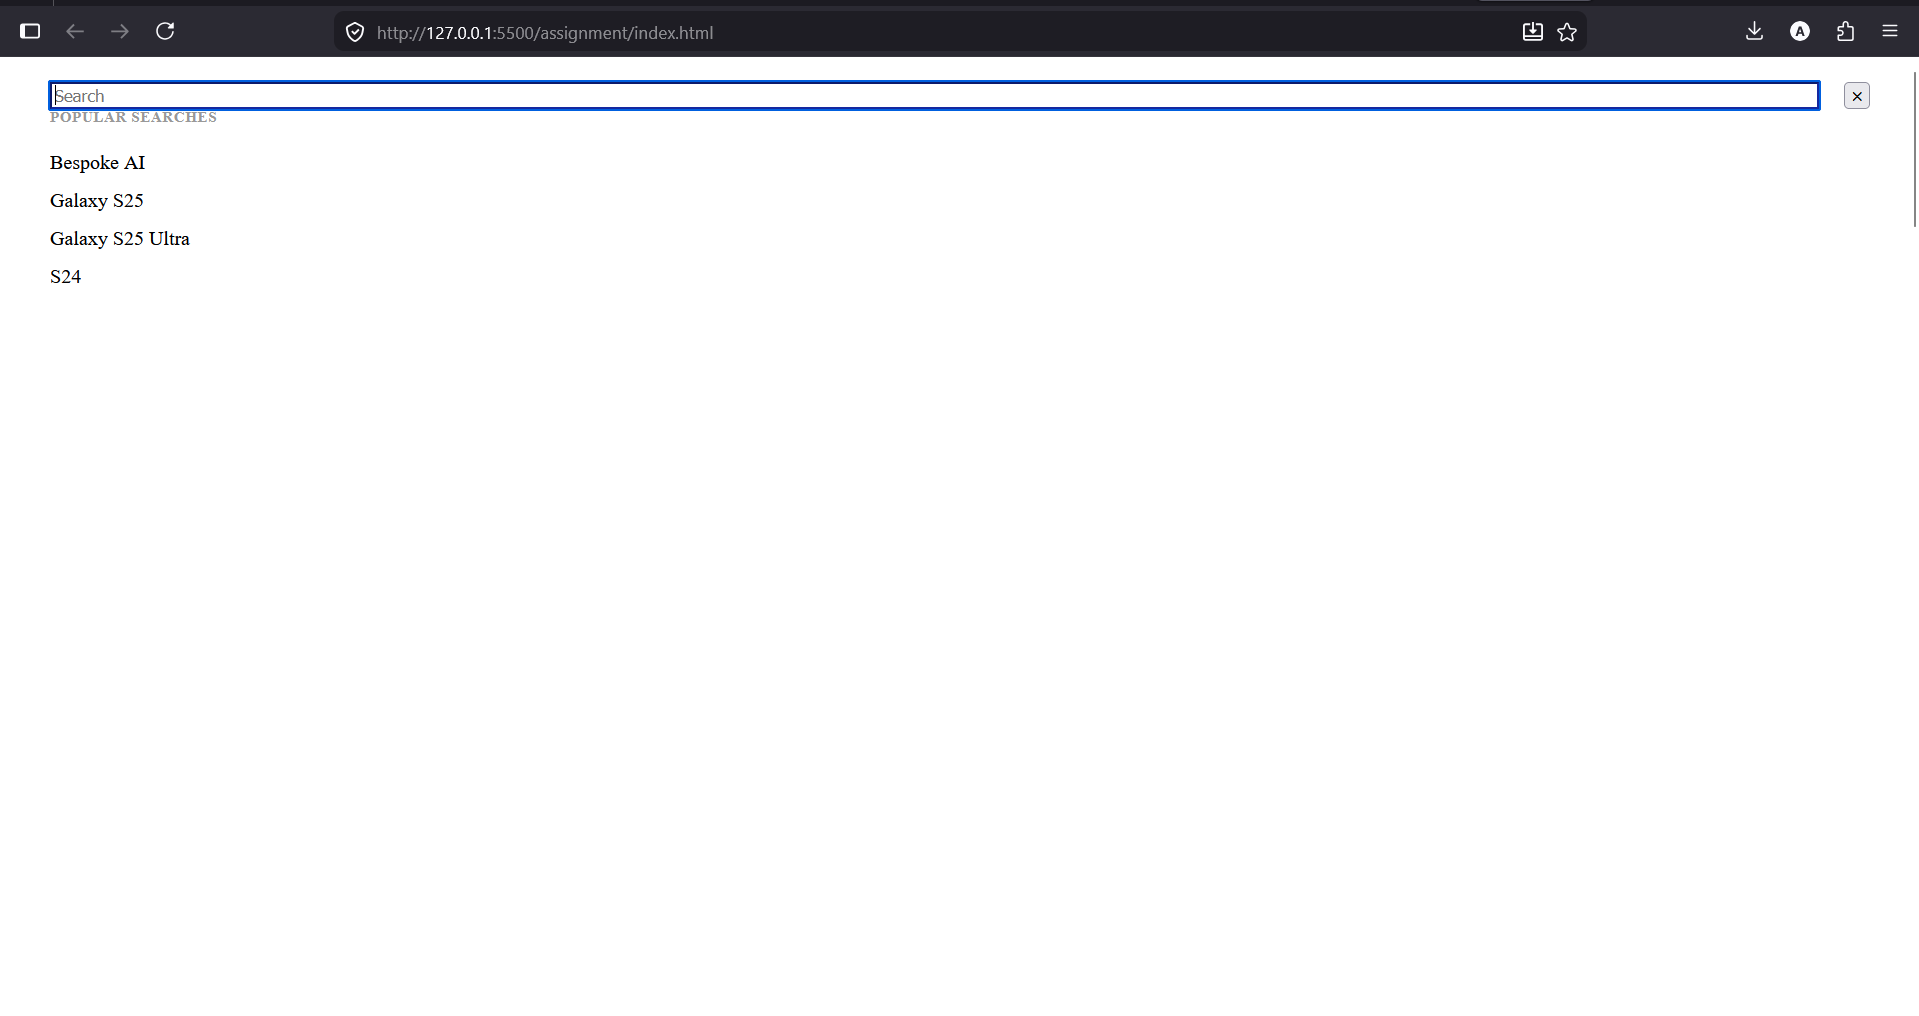 http://127.0.0.1:5500/assignment/index.html
A
Search
×
POPULAR SEARCHES
Bespoke AI
Galaxy S25
Galaxy S25 Ultra
S24